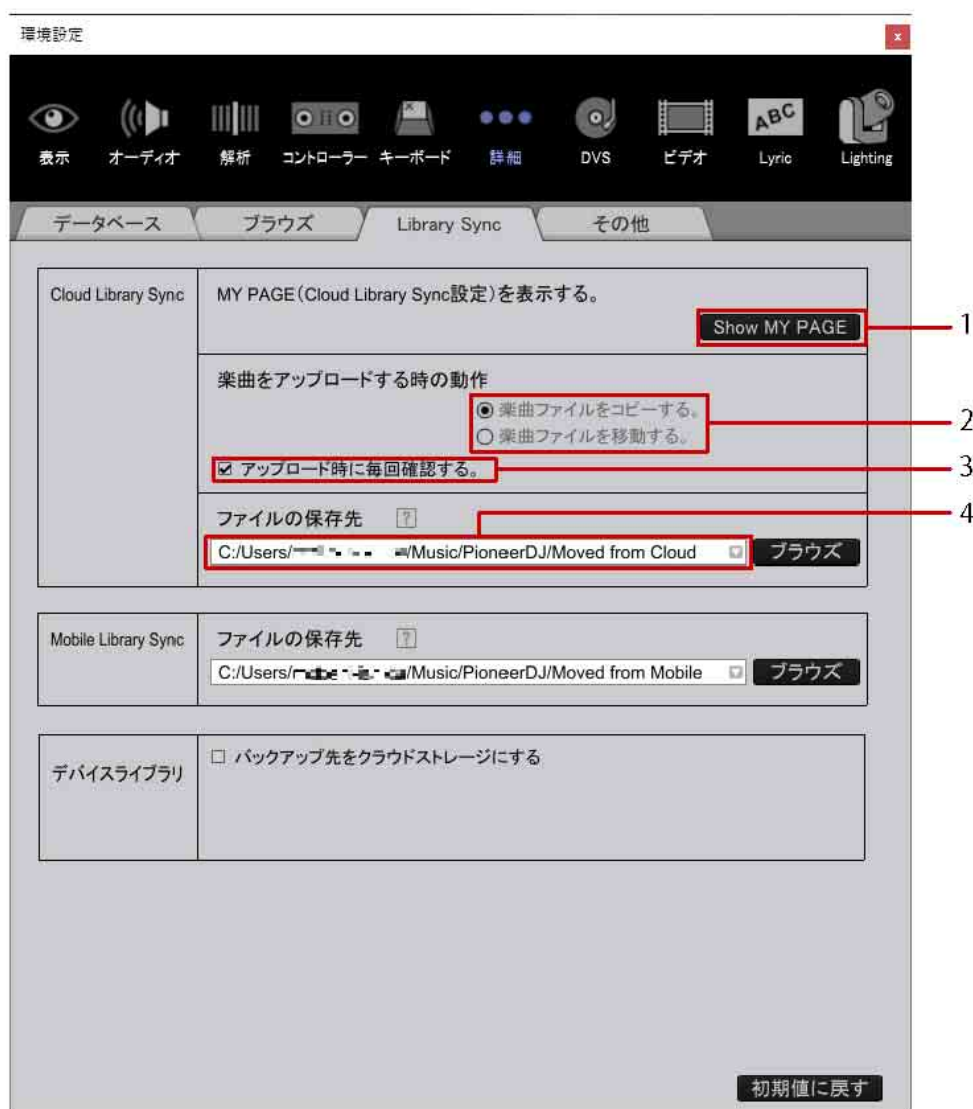 環境設定
x
表示 オーディオ 解析 コントローラー キーボード 詳細 DVS ビデオ Lyric Lighting
ABC
データベース ブラウズ Library Sync その他
Cloud Library Sync
MY PAGE(Cloud Library Sync設定)を表示する。
Show MY PAGE
1
楽曲をアップロードする時の動作
楽曲ファイルをコピーする。
楽曲ファイルを移動する。
2
アップロード時に毎回確認する。
3
ファイルの保存先 ?
4
C:/Users/ /Music/PioneerDJ/Moved from Cloud
ブラウズ
Mobile Library Sync
ファイルの保存先 ?
C:/Users/ /Music/PioneerDJ/Moved from Mobile
ブラウズ
デバイスライブラリ
バックアップ先をクラウドストレージにする
初期値に戻す